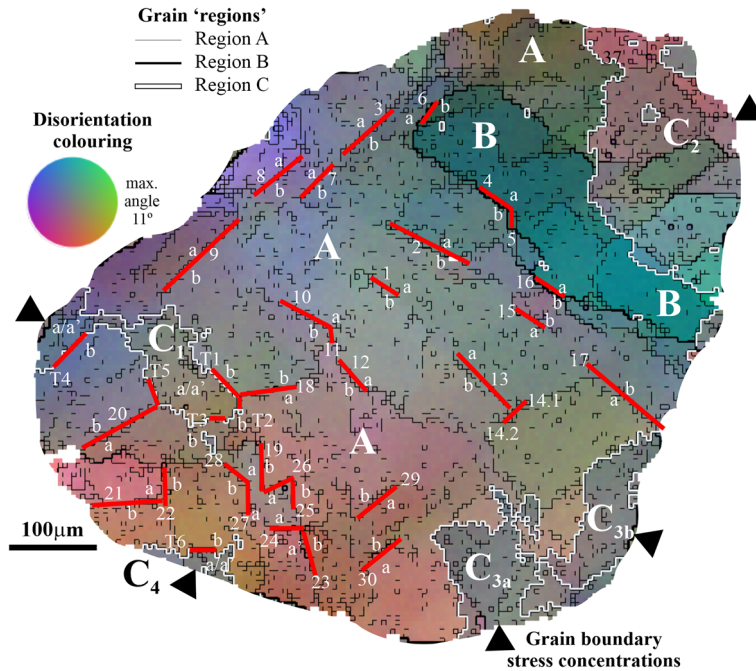 Grain ‘regions’
Region A
Region B
Region C
Disorientation
colouring
max.
angle
11º
A
37
C2
B
6
b
a
3
a
b
a
8
b
7
a
b
4
a
b
5
A
a
9
b
2
a
b
1
a
b
16
a
b
B
15
a
b
10
a
b
11
12
b
a
a/a’
b
T4
C1
T1
T5
a/a’
b
18
a
T3
b
T2
b
20
b
a
a
13
b
14.1
14.2
17
a
b
A
19
b
a
26
b
a
25
28
b
a
27
29
b
a
21
a
b
b
22
24
a
a’
b
23
30
b
a
100μm
T6
b
a/a
C4
C3a
C3b
Grain boundary
stress concentrations